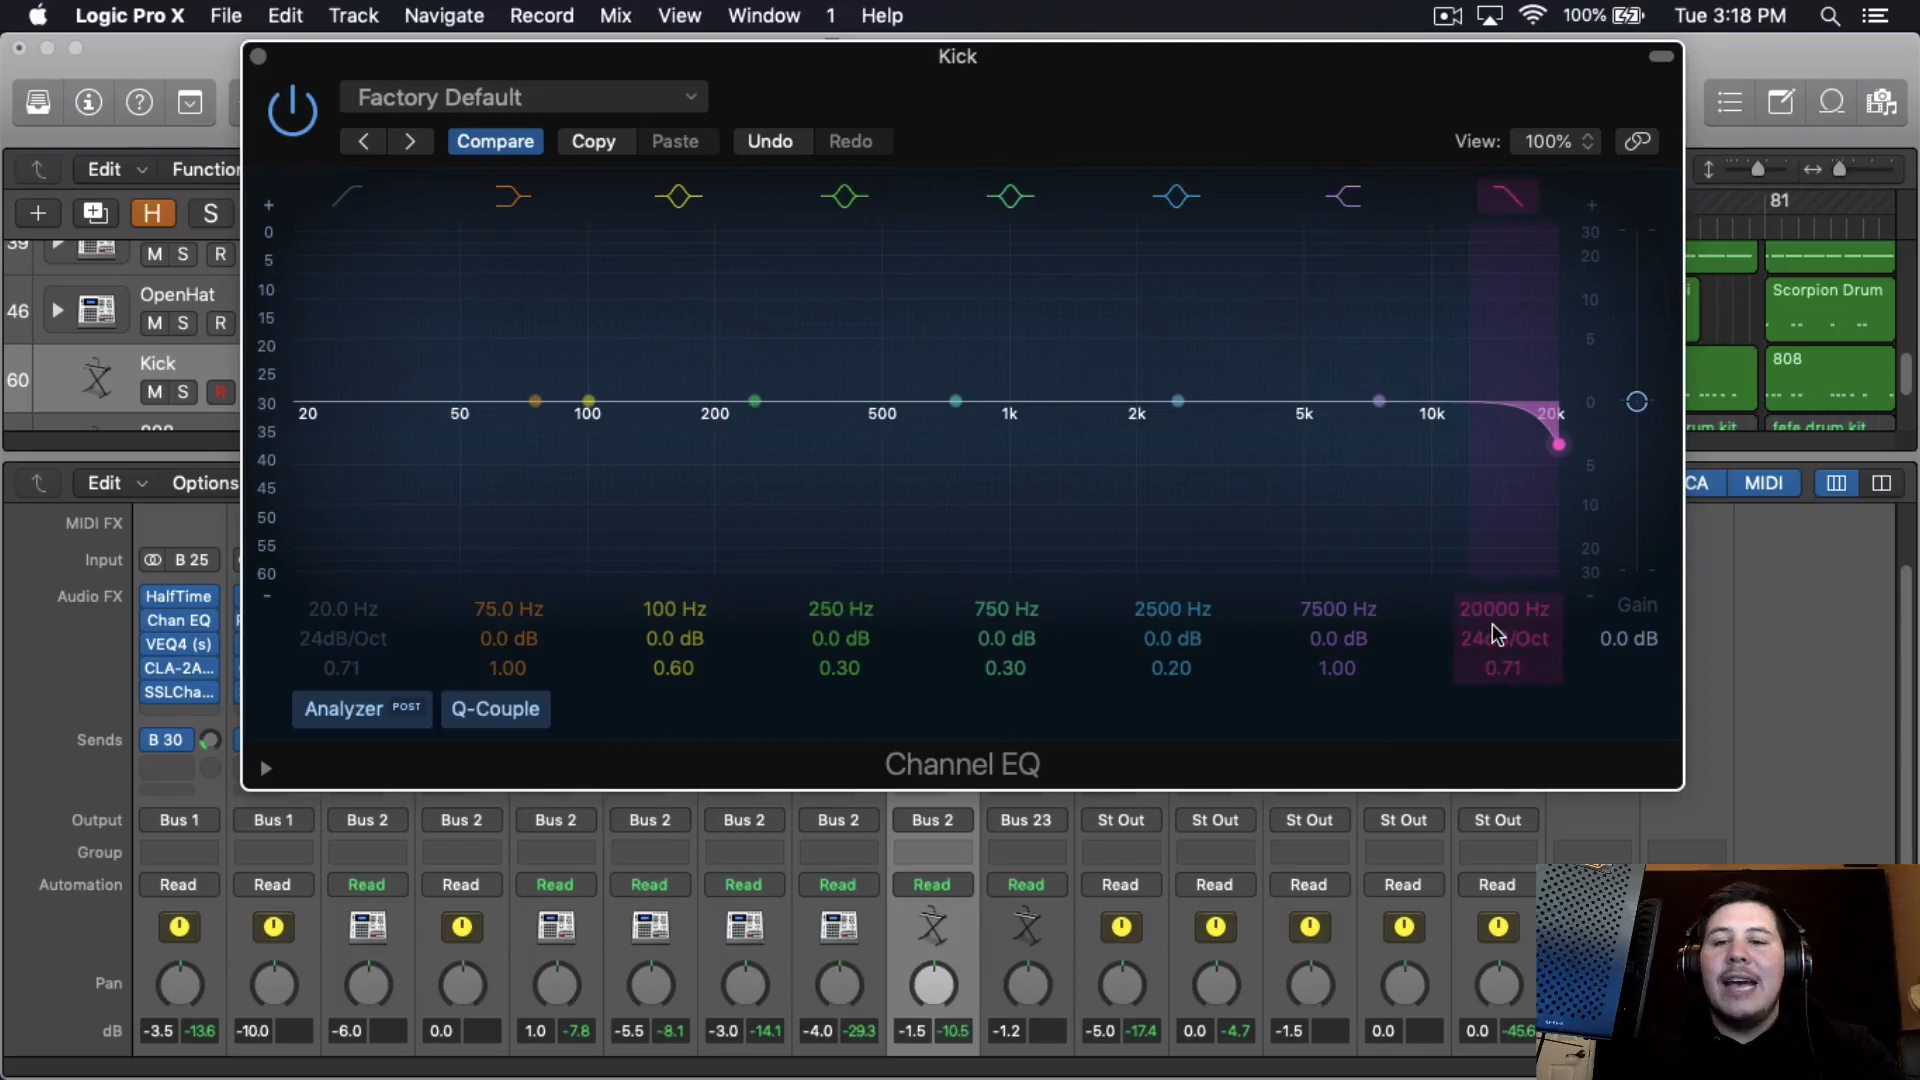 Logic Pro X File Edit Track Navigate Record Mix View Window 1 Help 100% Tue 3:18 PM
Kick
Factory Default
Compare Copy Paste Undo Redo View: 100%
Edit Functio
H S
81
+ +
0 5 10 15 20 25 30 35 40 45 50 55 60 -
30 20 10 5 0 5 10 20 30 -
20 50 100 200 500 1k 2k 5k 10k 20k
39 M S R
46 OpenHat
M S R
60 Kick
M S R
Scorpion Drum
808
rum kit fefe drum kit
Edit Options
CA MIDI
MIDI FX
Input B 25
Audio FX HalfTime
Chan EQ
VEQ4 (s)
CLA-2A...
SSLCha...
Sends B 30
20.0 Hz 75.0 Hz 100 Hz 250 Hz 750 Hz 2500 Hz 7500 Hz 20000 Hz Gain
24dB/Oct 0.0 dB 0.0 dB 0.0 dB 0.0 dB 0.0 dB 0.0 dB 24dB/Oct 0.0 dB
0.71 1.00 0.60 0.30 0.30 0.20 1.00 0.71
Analyzer POST Q-Couple
Channel EQ
Output Bus 1 Bus 1 Bus 2 Bus 2 Bus 2 Bus 2 Bus 2 Bus 2 Bus 2 Bus 23 St Out St Out St Out St Out St Out
Group
Automation Read Read Read Read Read Read Read Read Read Read Read Read Read Read Read
Pan
dB -3.5 -13.6 -10.0 -6.0 0.0 1.0 -7.8 -5.5 -8.1 -3.0 -14.1 -4.0 -29.3 -1.5 -10.5 -1.2 -5.0 -17.4 0.0 -4.7 -1.5 0.0 0.0 -45.6